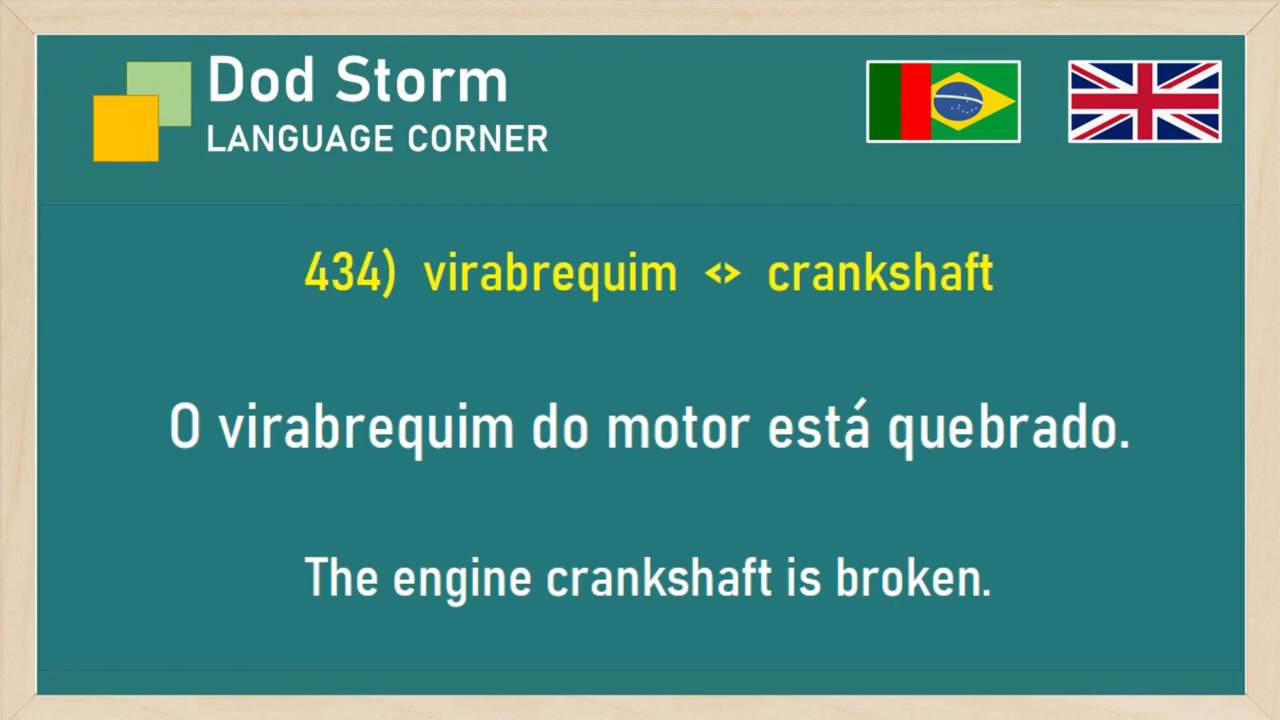 Dod Storm
LANGUAGE CORNER
434) virabrequim <> crankshaft
O virabrequim do motor está quebrado.
The engine crankshaft is broken.